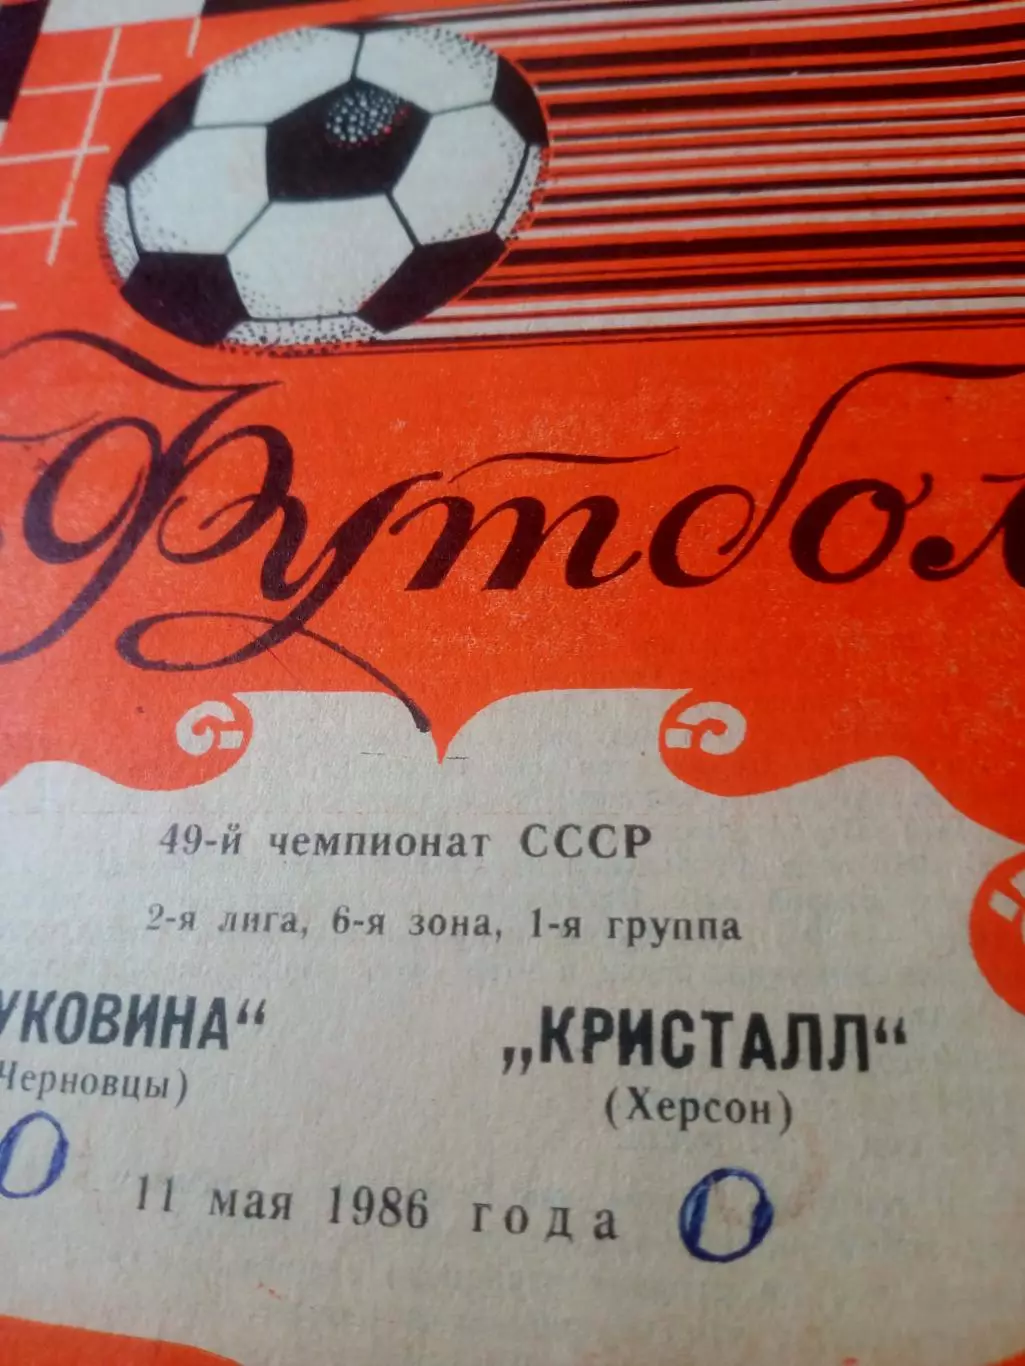 Футбол
49-й чемпионат СССР
2-я лига, 6-я зона, 1-я группа
УКОВИНА“ „КРИСТАЛЛ“
Черновцы) (Херсон)
0 11 мая 1986 года 0